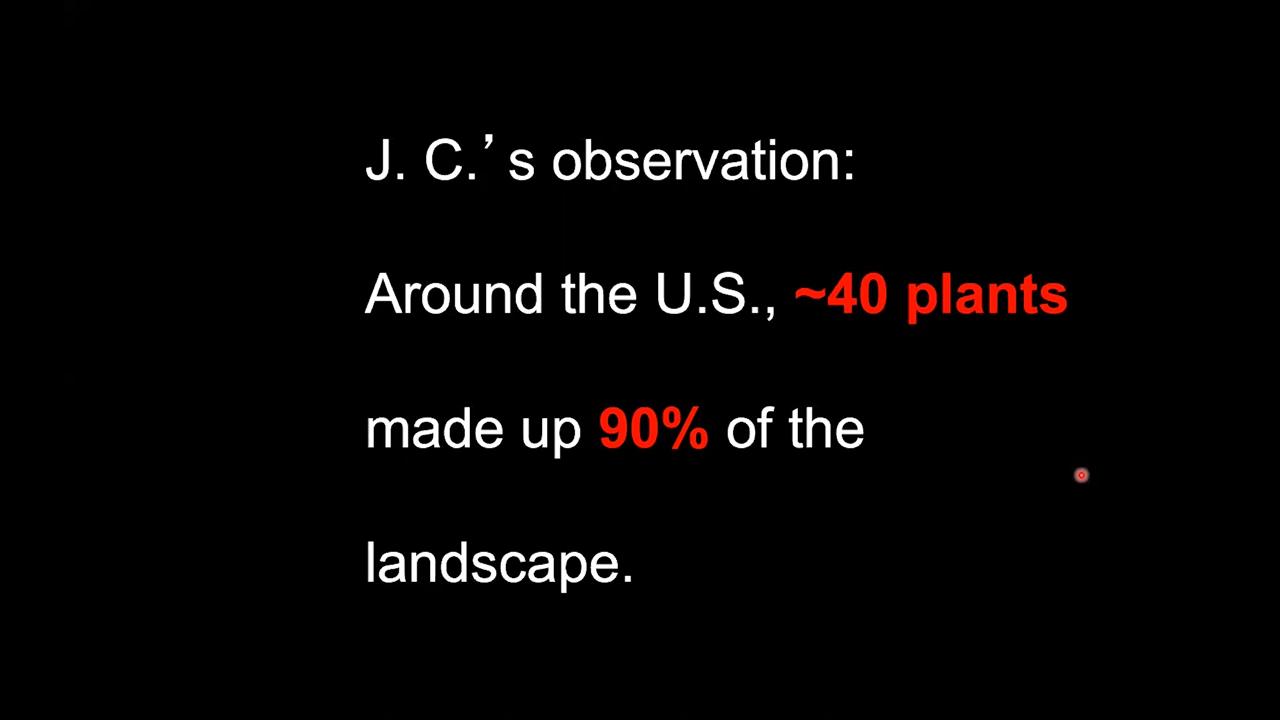 J. C.’s observation:
Around the U.S., ~40 plants
made up 90% of the
landscape.